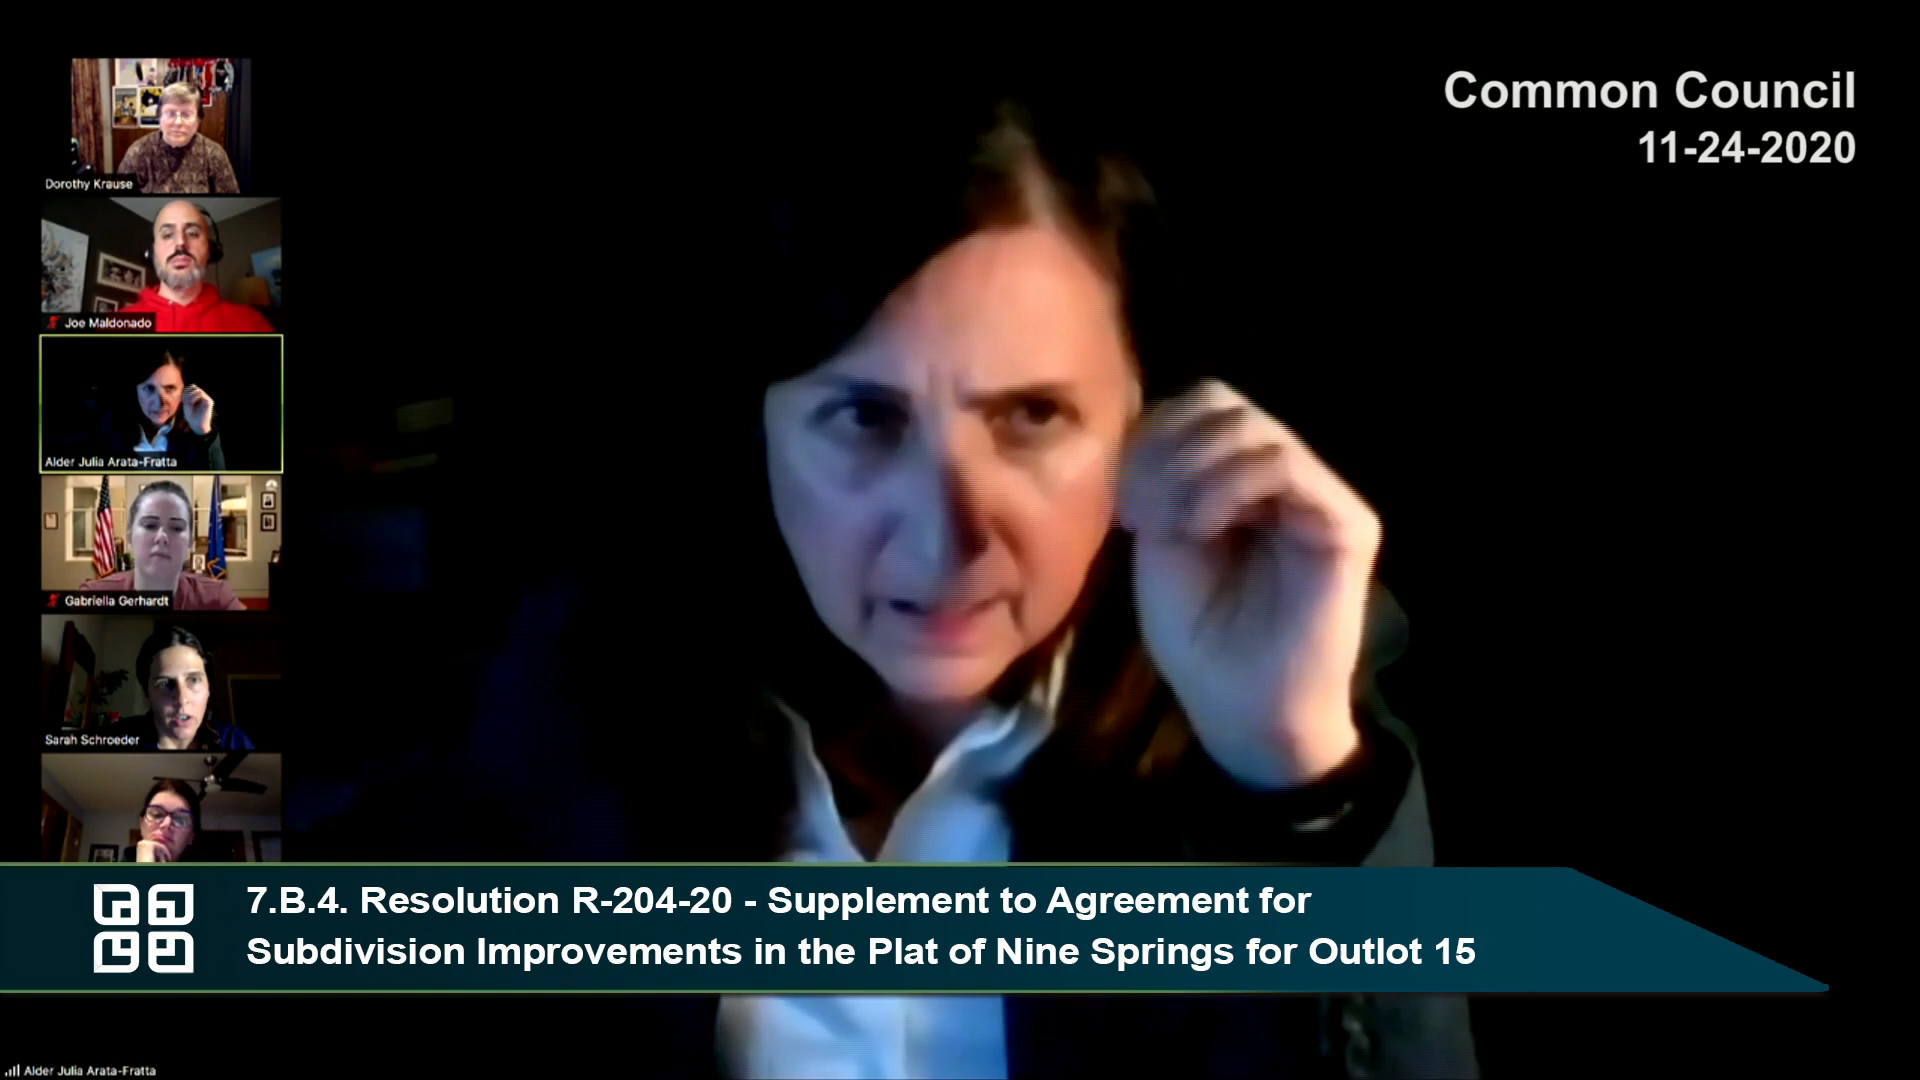 Common Council
11-24-2020
Dorothy Krause
Joe Maldonado
Alder Julia Arata-Fratta
Gabriella Gerhardt
Sarah Schroeder
7.B.4. Resolution R-204-20 - Supplement to Agreement for
Subdivision Improvements in the Plat of Nine Springs for Outlot 15
Alder Julia Arata-Fratta